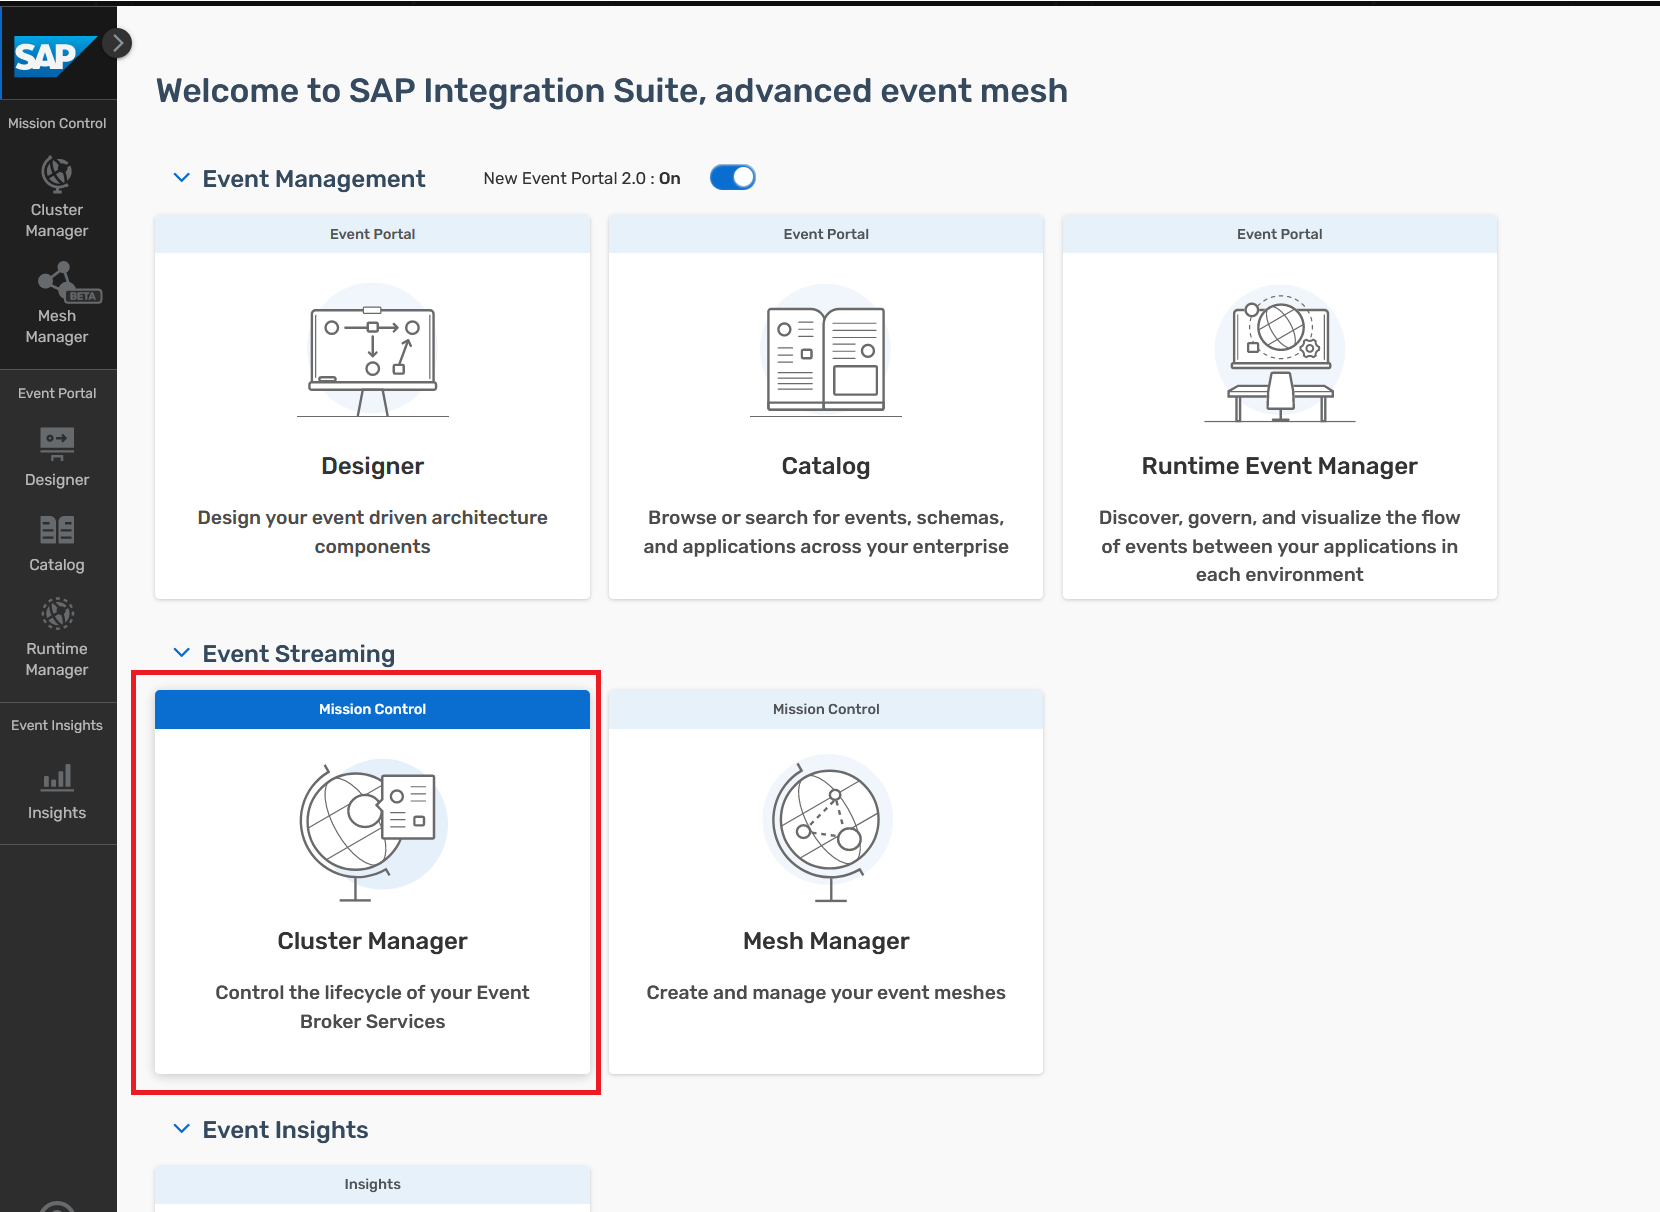 SAP
Mission Control
Cluster
Manager
BETA
Mesh
Manager
Event Portal
Designer
Catalog
Runtime
Manager
Event Insights
Insights
Welcome to SAP Integration Suite, advanced event mesh
Event Management
New Event Portal 2.0 : On
Event Portal
Designer
Design your event driven architecture
components
Event Portal
Catalog
Browse or search for events, schemas,
and applications across your enterprise
Event Portal
Runtime Event Manager
Discover, govern, and visualize the flow
of events between your applications in
each environment
Event Streaming
Mission Control
Cluster Manager
Control the lifecycle of your Event
Broker Services
Mission Control
Mesh Manager
Create and manage your event meshes
Event Insights
Insights